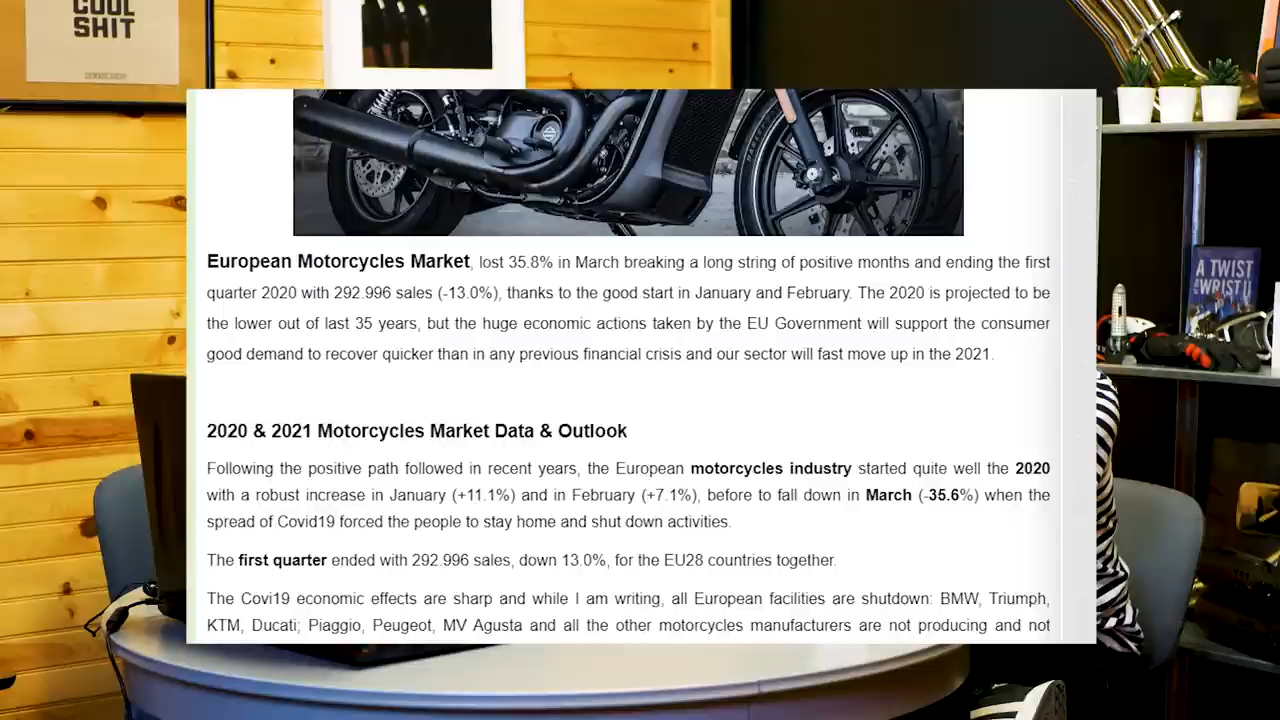 COOL
SHIT
European Motorcycles Market, lost 35.8% in March breaking a long string of positive months and ending the first
quarter 2020 with 292.996 sales (-13.0%), thanks to the good start in January and February. The 2020 is projected to be
the lower out of last 35 years, but the huge economic actions taken by the EU Government will support the consumer
good demand to recover quicker than in any previous financial crisis and our sector will fast move up in the 2021.
A TWIST
WRIST II
2020 & 2021 Motorcycles Market Data & Outlook
Following the positive path followed in recent years, the European motorcycles industry started quite well the 2020
with a robust increase in January (+11.1%) and in February (+7.1%), before to fall down in March (-35.6%) when the
spread of Covid19 forced the people to stay home and shut down activities.
The first quarter ended with 292.996 sales, down 13.0%, for the EU28 countries together.
The Covi19 economic effects are sharp and while I am writing, all European facilities are shutdown: BMW, Triumph,
KTM, Ducati; Piaggio, Peugeot, MV Agusta and all the other motorcycles manufacturers are not producing and not